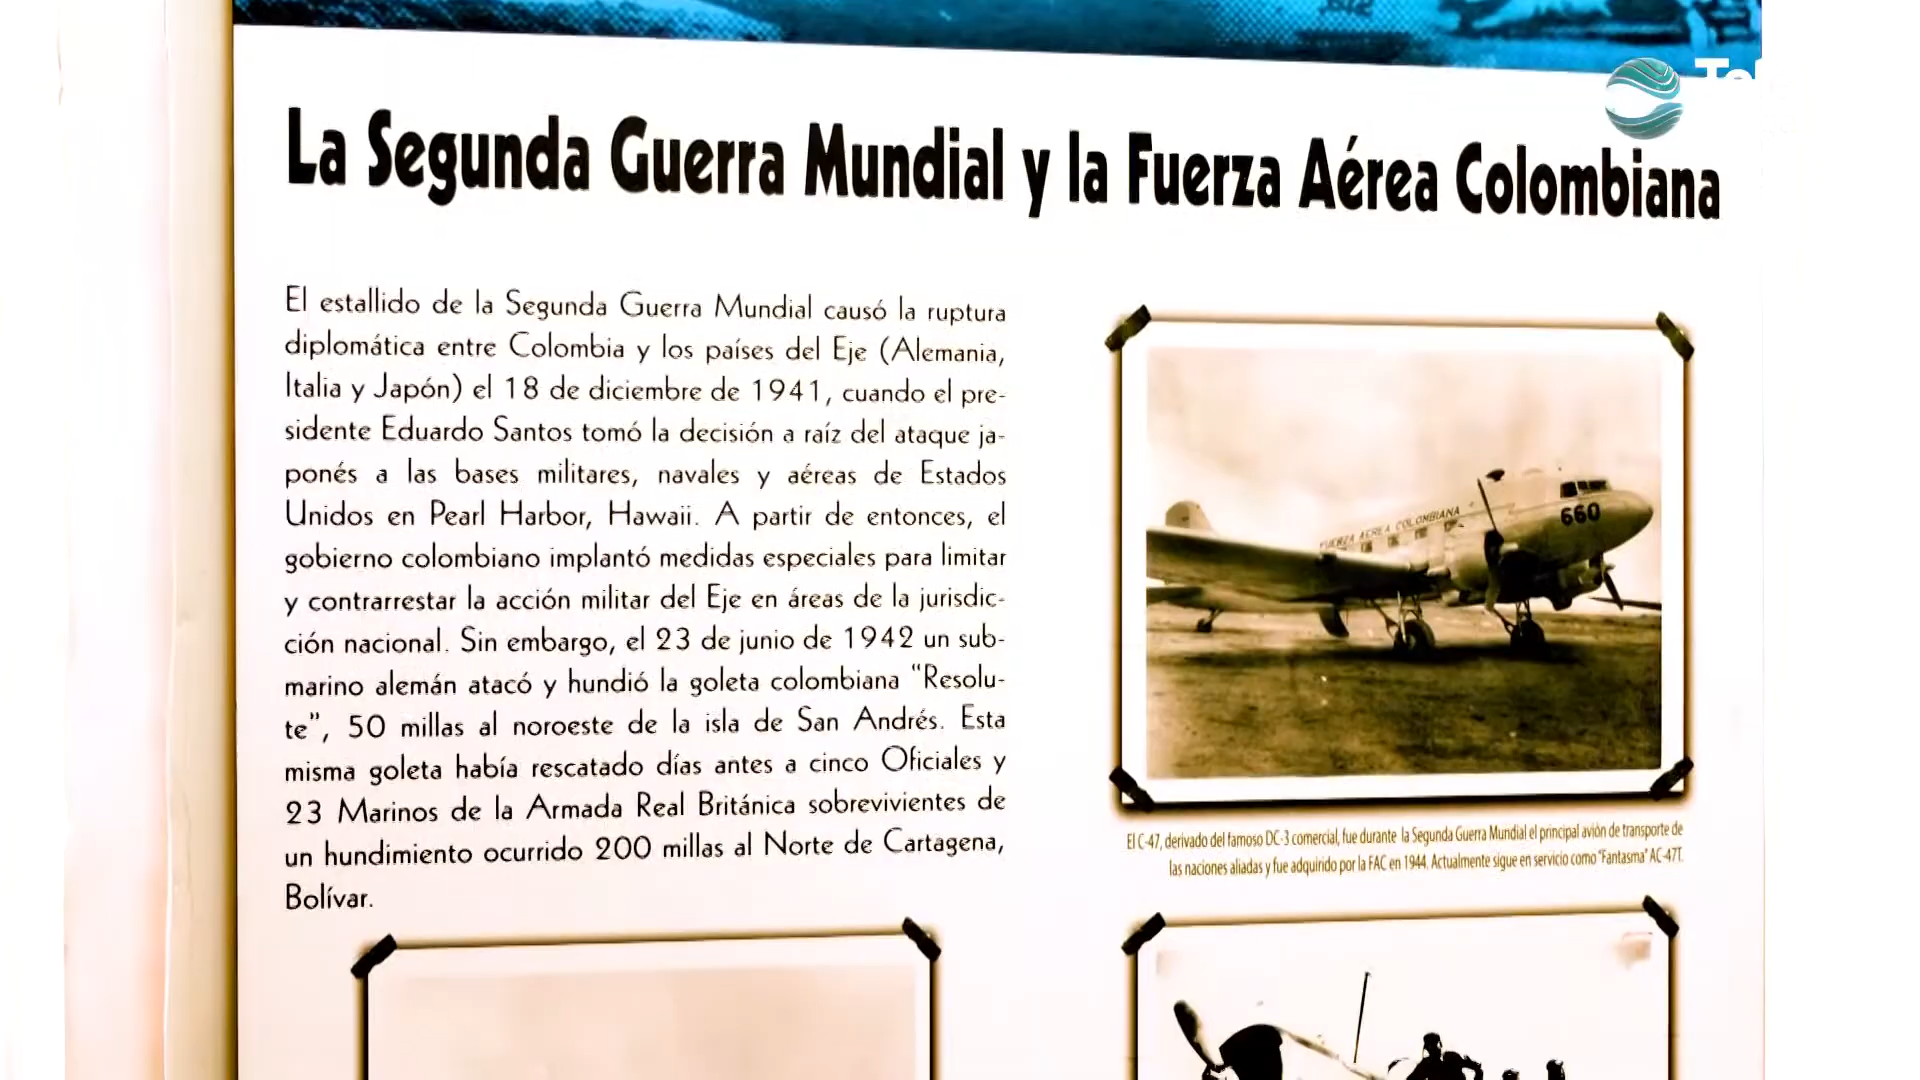 La Segunda Guerra Mundial y la Fuerza Aérea Colombiana
El estallido de la Segunda Guerra Mundial causó la ruptura
diplomática entre Colombia y los países del Eje (Alemania,
Italia y Japón) el 18 de diciembre de 1941, cuando el pre-
sidente Eduardo Santos tomó la decisión a raíz del ataque ja-
ponés a las bases militares, navales y aéreas de Estados
Unidos en Pearl Harbor, Hawaii. A partir de entonces, el
gobierno colombiano implantó medidas especiales para limitar
y contrarrestar la acción militar del Eje en áreas de la jurisdic-
ción nacional. Sin embargo, el 23 de junio de 1942 un sub-
marino alemán atacó y hundió la goleta colombiana "Resolu-
te", 50 millas al noroeste de la isla de San Andrés. Esta
misma goleta había rescatado días antes a cinco Oficiales y
23 Marinos de la Armada Real Británica sobrevivientes de
un hundimiento ocurrido 200 millas al Norte de Cartagena,
Bolívar.
FUERZA AEREA COLOMBIANA
660
El C-47, derivado del famoso DC-3 comercial, fue durante la Segunda Guerra Mundial el principal avión de transporte de
las naciones aliadas y fue adquirido por la FAC en 1944. Actualmente sigue en servicio como "Fantasma" AC-47T.